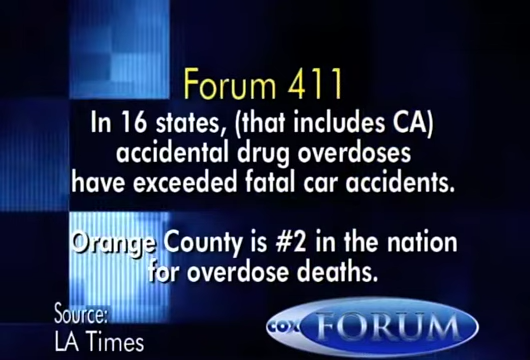 Forum 411
In 16 states, (that includes CA)
accidental drug overdoses
have exceeded fatal car accidents.
Orange County is #2 in the nation
for overdose deaths.
Source:
LA Times
COX FORUM